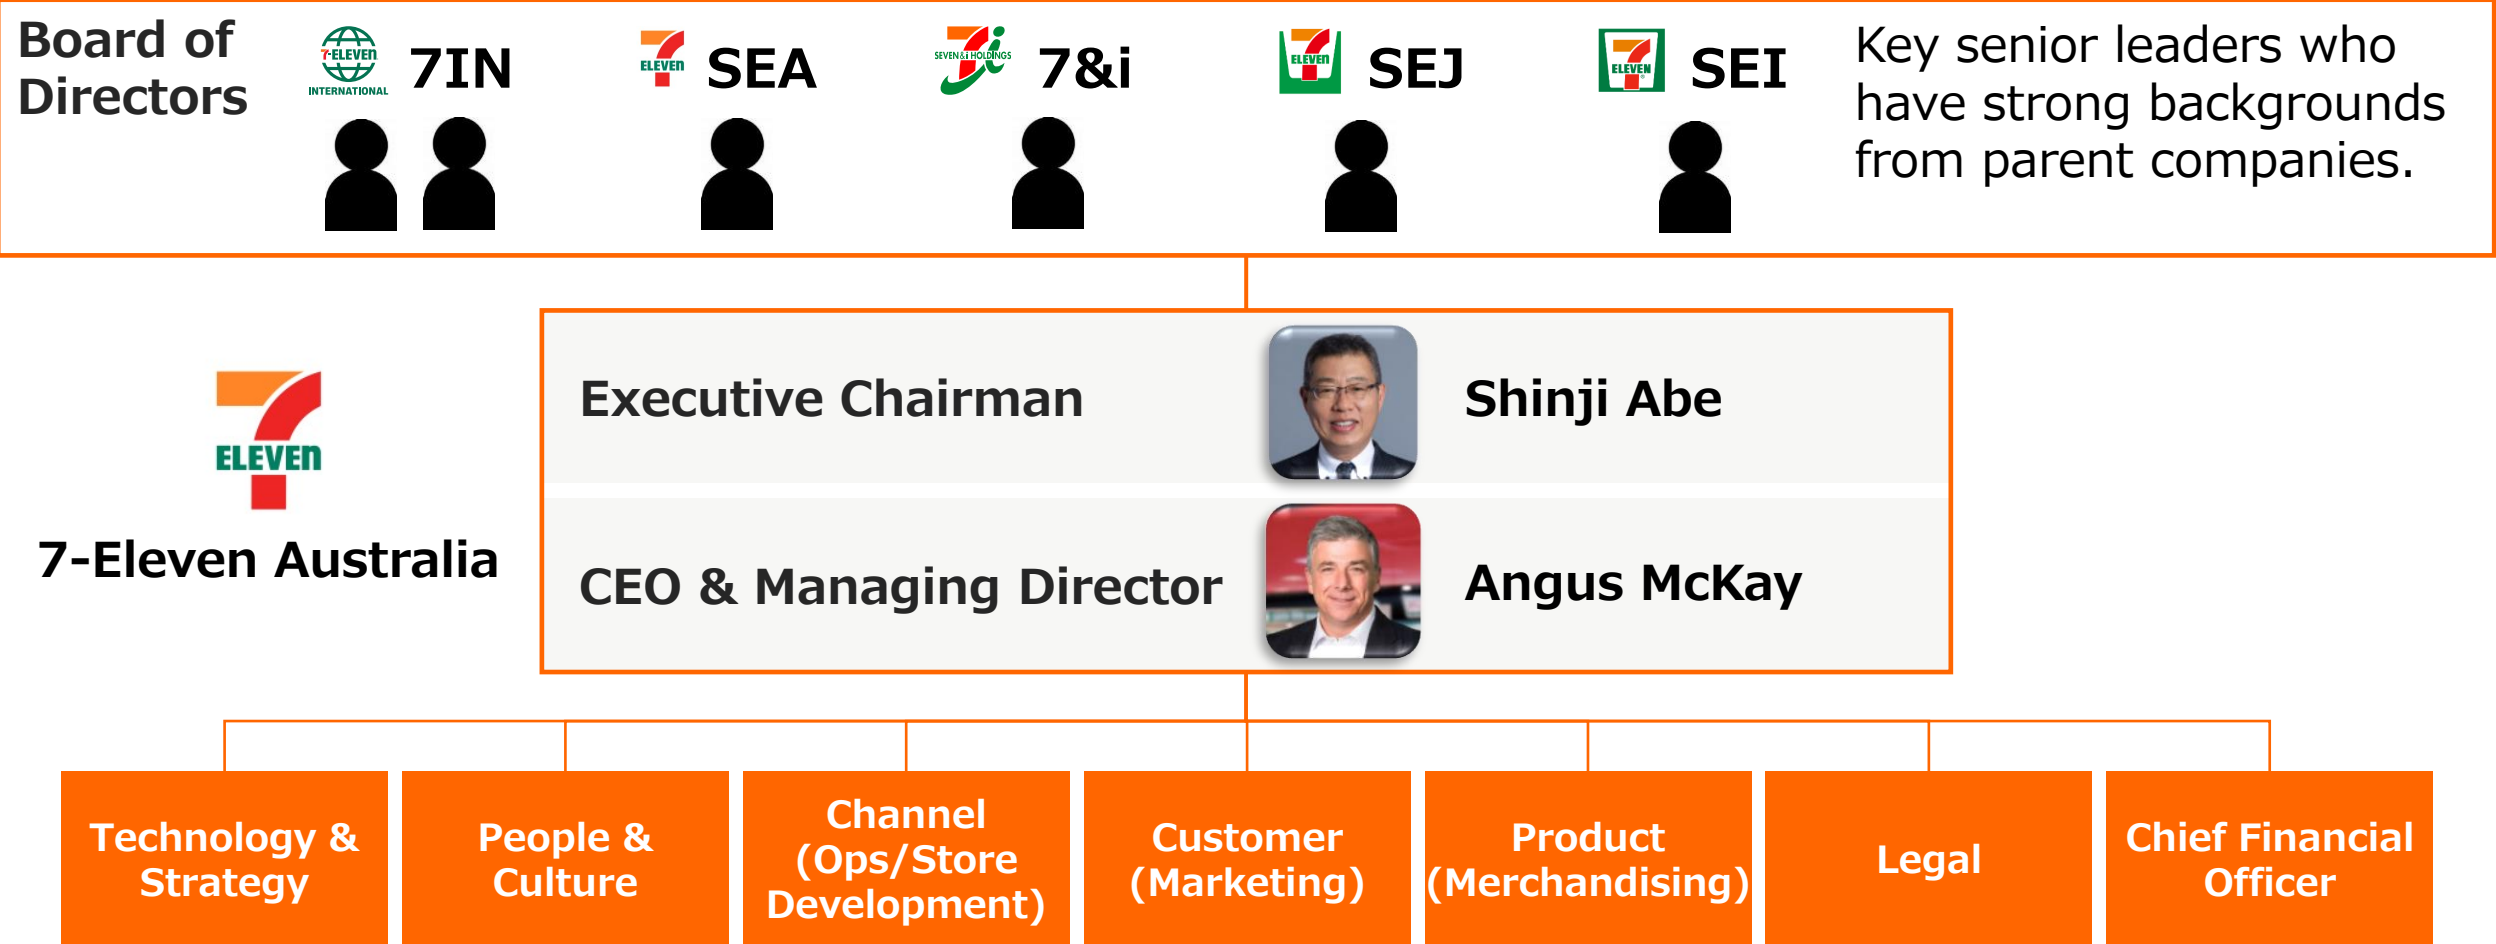 Board of
Directors
7-ELEVEN
INTERNATIONAL
7IN
ELEVEN
SEA
SEVEN&i HOLDINGS
7&i
ELEVEN
SEJ
ELEVEN
SEI
Key senior leaders who
have strong backgrounds
from parent companies.
ELEVEN
7-Eleven Australia
Executive Chairman
Shinji Abe
CEO & Managing Director
Angus McKay
Technology &
Strategy
People &
Culture
Channel
(Ops/Store
Development)
Customer
(Marketing)
Product
(Merchandising)
Legal
Chief Financial
Officer